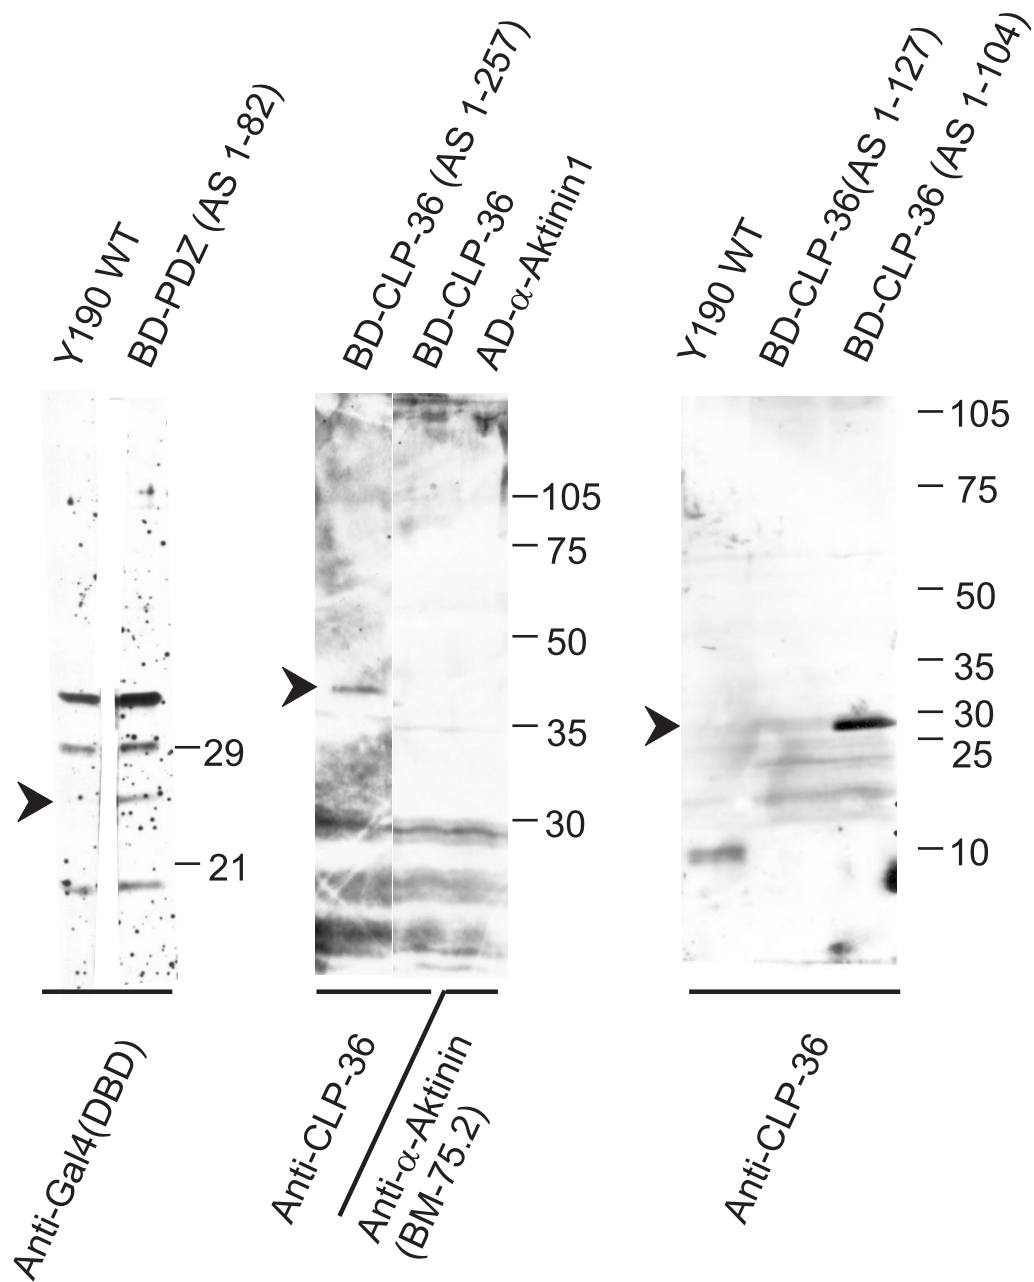 Y190 WT
BD-PDZ (AS 1-82)
BD-CLP-36 (AS 1-257)
BD-CLP-36
AD-α-Aktinin1
Y190 WT
BD-CLP-36(AS 1-127)
BD-CLP-36 (AS 1-104)
29
21
105
75
50
35
30
105
75
50
35
30
25
10
Anti-Gal4(DBD)
Anti-CLP-36
Anti-α-Aktinin
(BM-75.2)
Anti-CLP-36